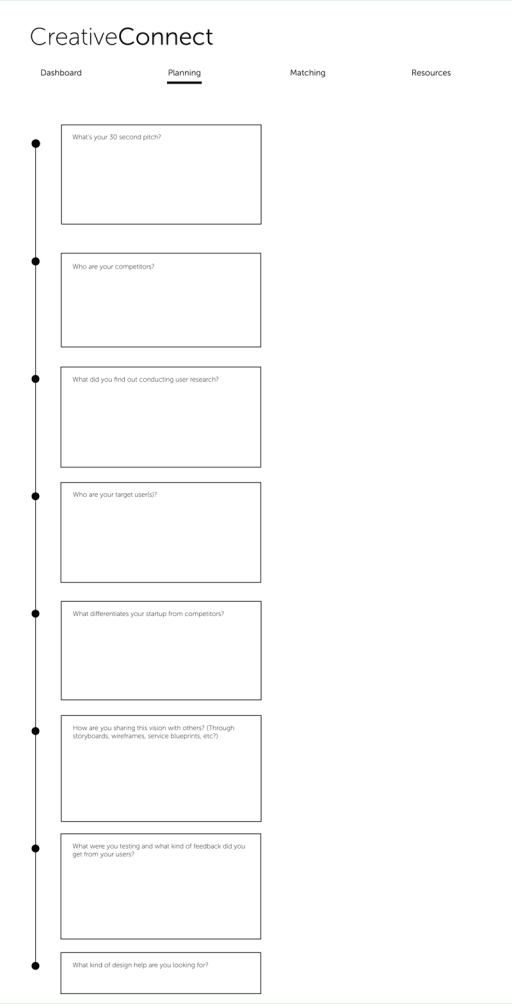 CreativeConnect
Dashboard Planning Matching Resources
What's your 30 second pitch?
Who are your competitors?
What did you find out conducting user research?
Who are your target user(s)?
What differentiates your startup from competitors?
How are you sharing this vision with others? (Through
storyboards, wireframes, service blueprints, etc?)
What were you testing and what kind of feedback did you
get from your users?
What kind of design help are you looking for?